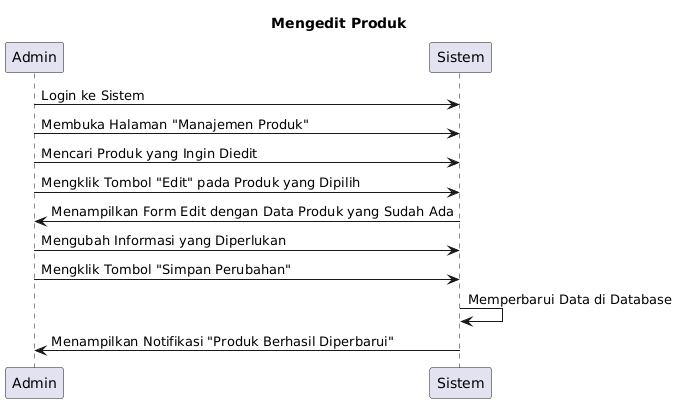 Mengedit Produk
Admin
Sistem
Login ke Sistem
Membuka Halaman "Manajemen Produk"
Mencari Produk yang Ingin Diedit
Mengklik Tombol "Edit" pada Produk yang Dipilih
Menampilkan Form Edit dengan Data Produk yang Sudah Ada
Mengubah Informasi yang Diperlukan
Mengklik Tombol "Simpan Perubahan"
Memperbarui Data di Database
Menampilkan Notifikasi "Produk Berhasil Diperbarui"
Admin
Sistem